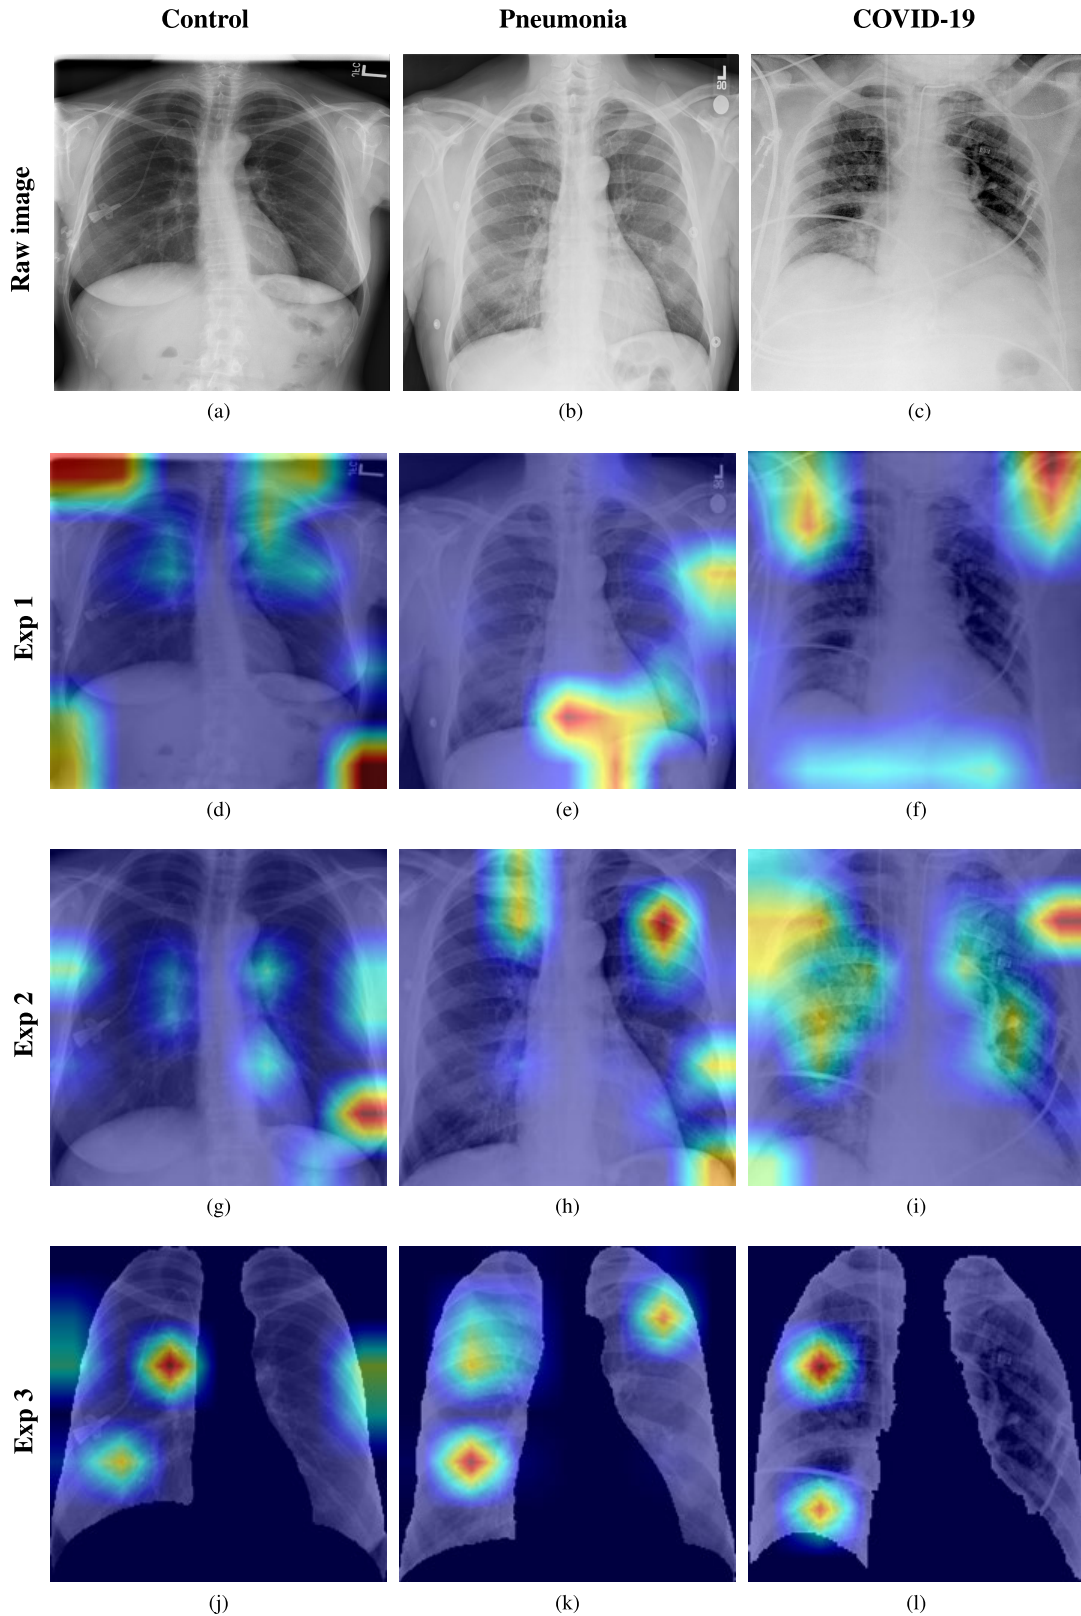 Control
Pneumonia
COVID-19
Raw image
(a)
(b)
(c)
Exp 1
(d)
(e)
(f)
Exp 2
(g)
(h)
(i)
Exp 3
(j)
(k)
(l)